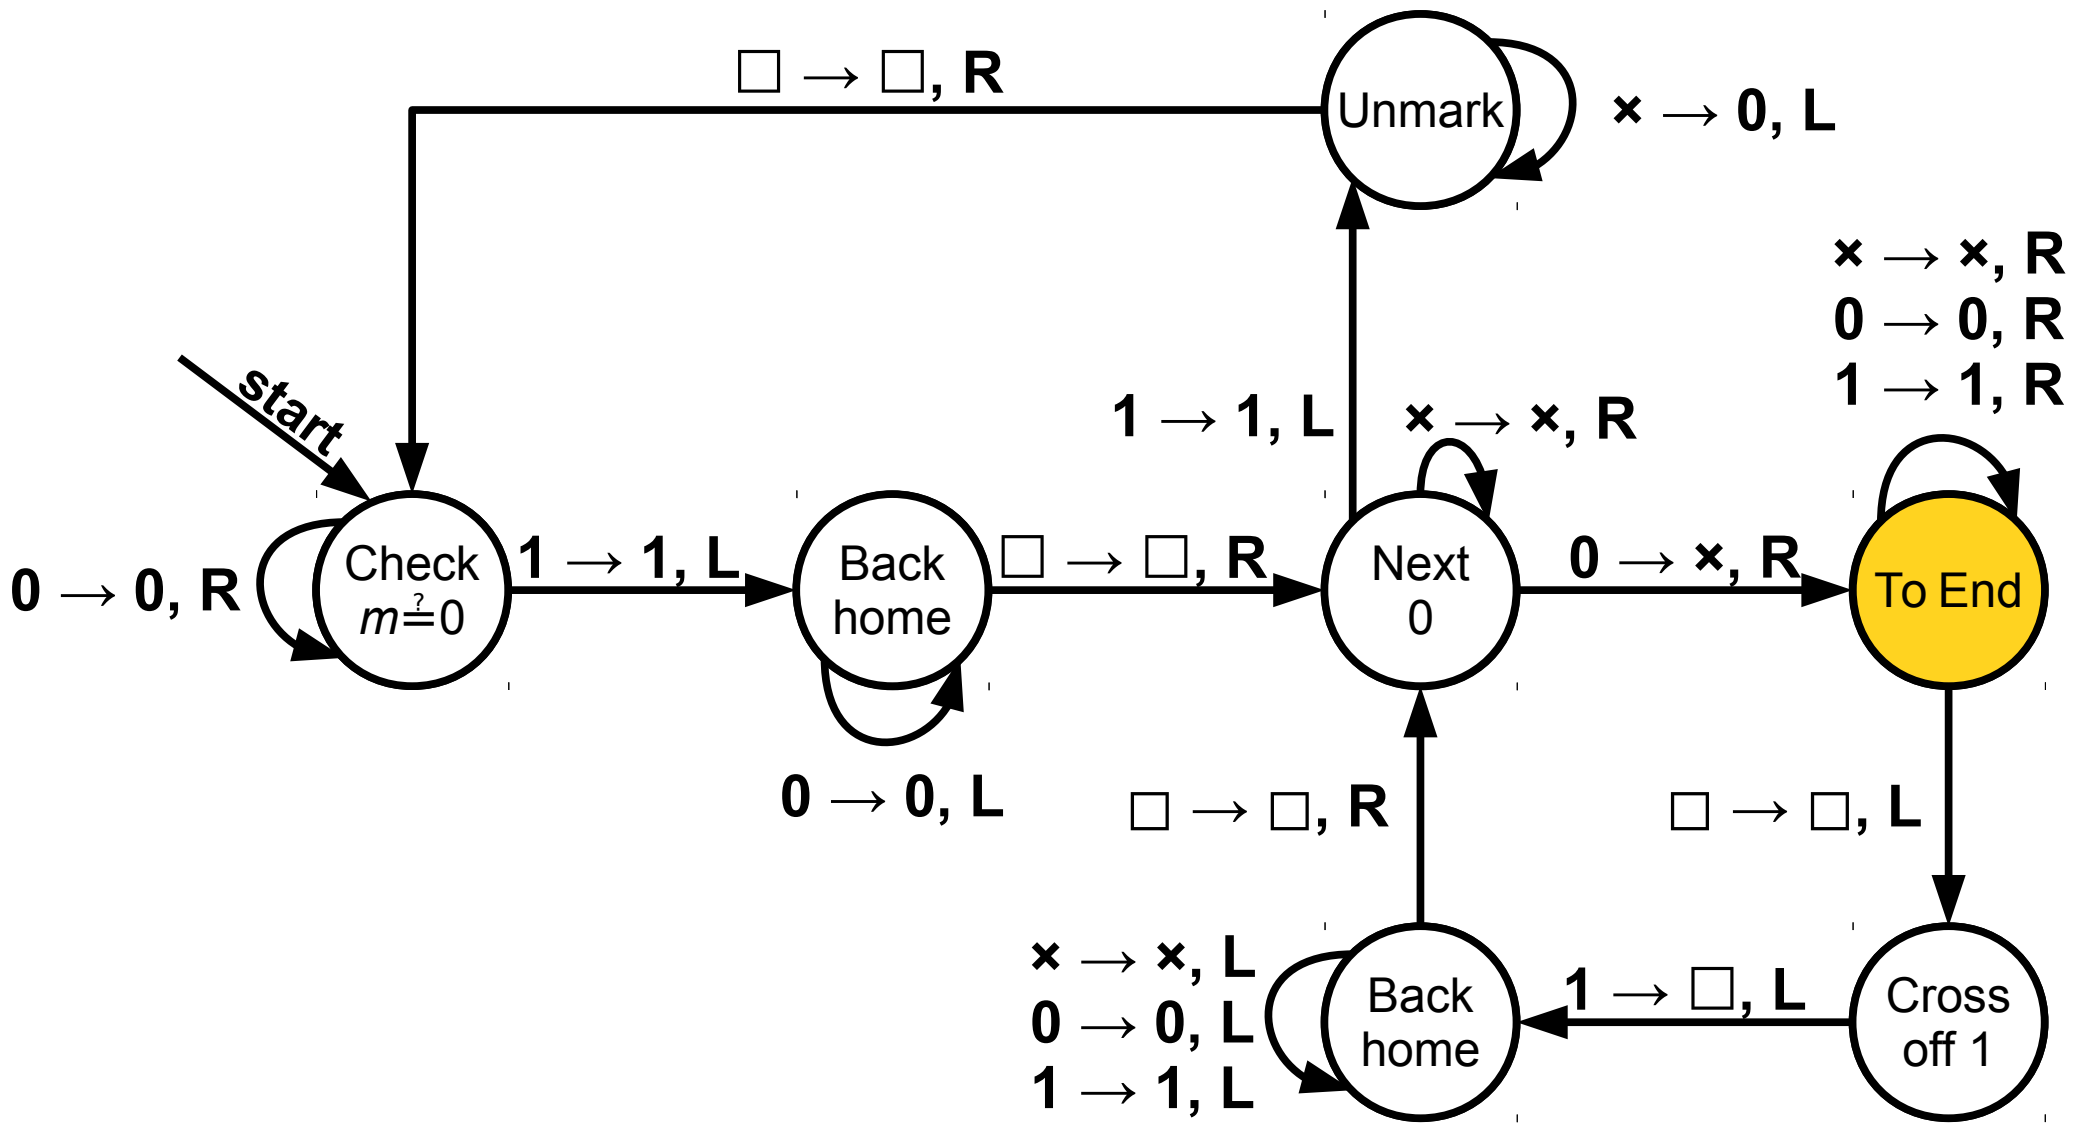 □ → □, R
Unmark
× → 0, L
× → ×, R
0 → 0, R
1 → 1, R
start
1 → 1, L
× → ×, R
0 → 0, R
Check
m≟0
1 → 1, L
Back
home
□ → □, R
Next
0
0 → ×, R
To End
0 → 0, L
□ → □, R
□ → □, L
× → ×, L
0 → 0, L
1 → 1, L
Back
home
1 → □, L
Cross
off 1